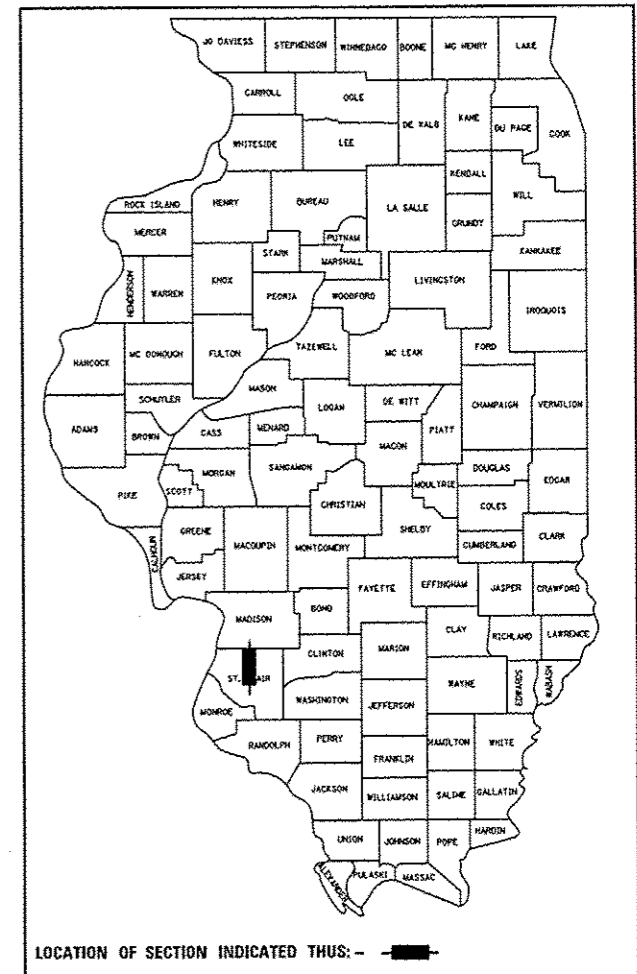 JO DAVIESS STEPHENSON WINNEBAGO BOONE MC HENRY LAKE
CARROLL OGLE DE KALB KANE DU PAGE COOK
WHITESIDE LEE KENDALL WILL
ROCK ISLAND HENRY BUREAU LA SALLE GRUNDY
MERCER PUTNAM KANKAKEE
STARK MARSHALL
HENDERSON WARREN KNOX PEORIA WOODFORD LIVINGSTON IROQUOIS
HANCOCK MC DONOUGH FULTON TAZEWELL MC LEAN FORD
SCHUYLER MASON LOGAN DE WITT CHAMPAIGN VERMILION
ADAMS BROWN CASS MENARD MACON PIATT
PIKE SCOTT MORGAN SANGAMON MOULTRIE DOUGLAS EDGAR
CHRISTIAN COLES
CALHOUN GREENE MACOUPIN MONTGOMERY SHELBY CUMBERLAND CLARK
JERSEY FAYETTE EFFINGHAM JASPER CRAWFORD
MADISON BOND CLAY RICHLAND LAWRENCE
CLINTON MARION
ST. AIR WAYNE EDWARDS WABASH
MONROE WASHINGTON JEFFERSON
RANDOLPH PERRY HAMILTON WHITE
FRANKLIN
JACKSON WILLIAMSON SALINE GALLATIN
UNION JOHNSON POPE HARDIN
ALEXANDER PULASKI MASSAC
LOCATION OF SECTION INDICATED THUS: -